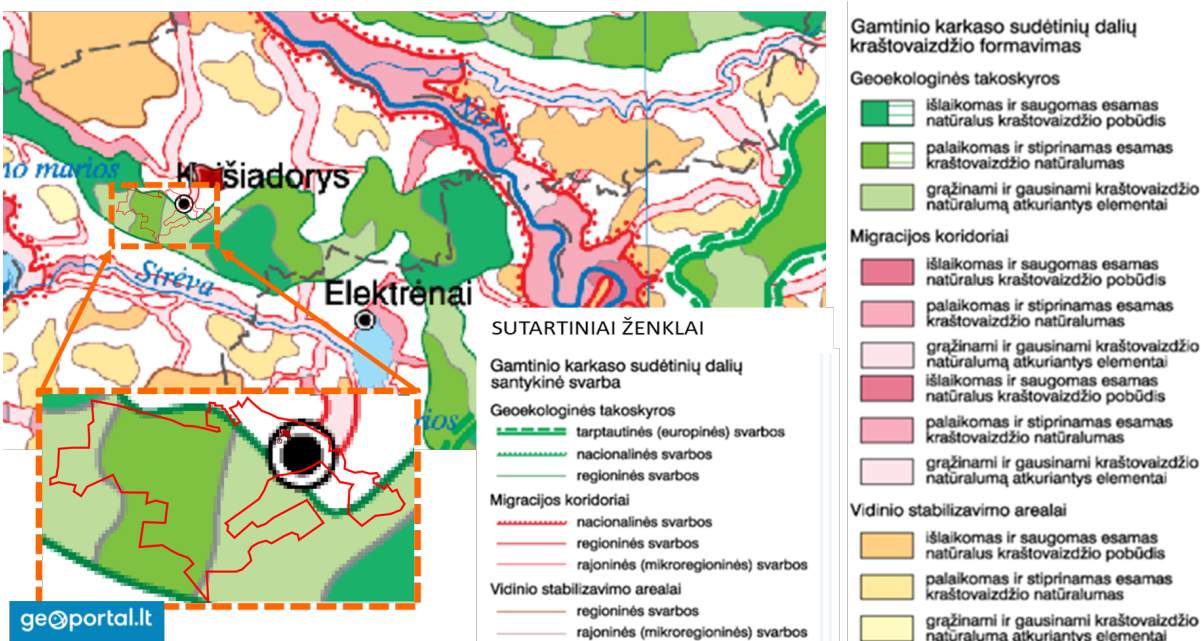 Neris
no marios
Kaišiadorys
Strėva
Elektrėnai
rios
geoportal.lt
SUTARTINIAI ŽENKLAI
Gamtinio karkaso sudėtinių dalių
santykinė svarba
Geoekologinės takoskyros
tarptautinės (europinės) svarbos
nacionalinės svarbos
regioninės svarbos
Migracijos koridoriai
nacionalinės svarbos
regioninės svarbos
rajoninės (mikroregioninės) svarbos
Vidinio stabilizavimo arealai
regioninės svarbos
rajoninės (mikroregioninės) svarbos
Gamtinio karkaso sudėtinių dalių
kraštovaizdžio formavimas
Geoekologinės takoskyros
išlaikomas ir saugomas esamas
natūralus kraštovaizdžio pobūdis
palaikomas ir stiprinamas esamas
kraštovaizdžio natūralumas
grąžinami ir gausinami kraštovaizdžio
natūralumą atkuriantys elementai
Migracijos koridoriai
išlaikomas ir saugomas esamas
natūralus kraštovaizdžio pobūdis
palaikomas ir stiprinamas esamas
kraštovaizdžio natūralumas
grąžinami ir gausinami kraštovaizdžio
natūralumą atkuriantys elementai
išlaikomas ir saugomas esamas
natūralus kraštovaizdžio pobūdis
palaikomas ir stiprinamas esamas
kraštovaizdžio natūralumas
grąžinami ir gausinami kraštovaizdžio
natūralumą atkuriantys elementai
Vidinio stabilizavimo arealai
išlaikomas ir saugomas esamas
natūralus kraštovaizdžio pobūdis
palaikomas ir stiprinamas esamas
kraštovaizdžio natūralumas
grąžinami ir gausinami kraštovaizdžio
natūralumą atkuriantys elementai